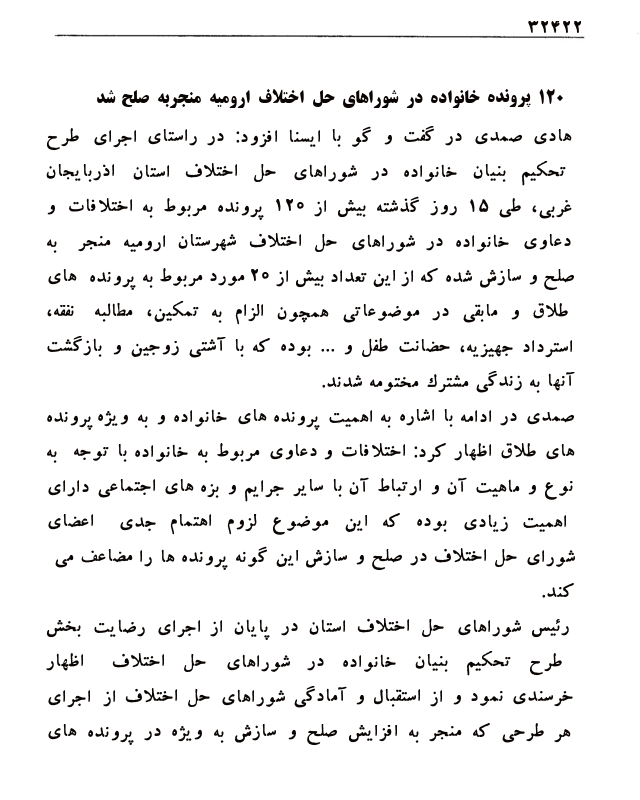 ۳۲۴۲۲
۱۲۰ پرونده خانواده در شوراهای حل اختلاف ارومیه منجربه صلح شد
هادی صمدی در گفت و گو با ایسنا افزود: در راستای اجرای طرح
تحکیم بنیان خانواده در شوراهای حل اختلاف استان اذربایجان
غربی، طی ۱۵ روز گذشته بیش از ۱۲۰ پرونده مربوط به اختلافات و
دعاوی خانواده در شوراهای حل اختلاف شهرستان ارومیه منجر به
صلح و سازش شده که از این تعداد بیش از ۲۰ مورد مربوط به پرونده های
طلاق و مابقی در موضوعاتی همچون الزام به تمکین، مطالبه نفقه،
استرداد جهیزیه، حضانت طفل و ... بوده که با آشتی زوجین و بازگشت
آنها به زندگی مشترك مختومه شدند.
صمدی در ادامه با اشاره به اهمیت پرونده های خانواده و به ویژه پرونده
های طلاق اظهار کرد: اختلافات و دعاوی مربوط به خانواده با توجه به
نوع و ماهیت آن و ارتباط آن با سایر جرایم و بزه های اجتماعی دارای
اهمیت زیادی بوده که این موضوع لزوم اهتمام جدی اعضای
شورای حل اختلاف در صلح و سازش این گونه پرونده ها را مضاعف می
کند.
رئیس شوراهای حل اختلاف استان در پایان از اجرای رضایت بخش
طرح تحکیم بنیان خانواده در شوراهای حل اختلاف اظهار
خرسندی نمود و از استقبال و آمادگی شوراهای حل اختلاف از اجرای
هر طرحی که منجر به افزایش صلح و سازش به ویژه در پرونده های